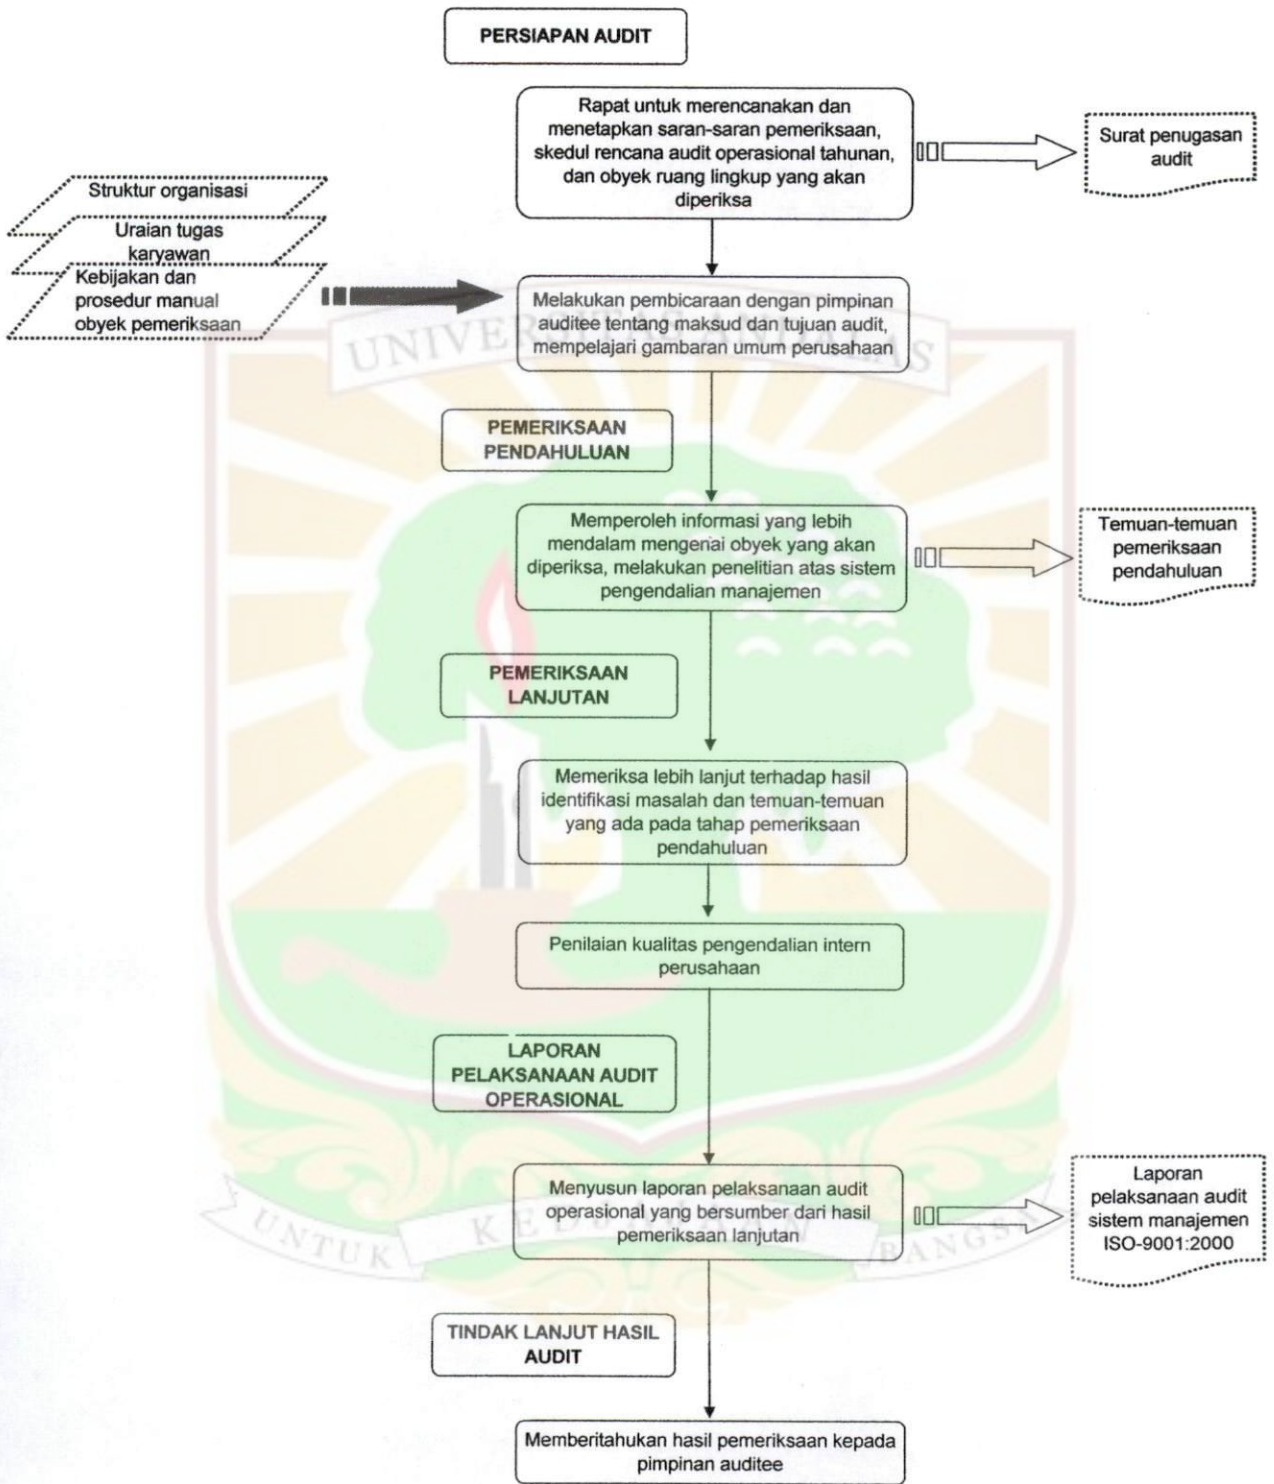 PERSIAPAN AUDIT
Rapat untuk merencanakan dan
menetapkan saran-saran pemeriksaan,
skedul rencana audit operasional tahunan,
dan obyek ruang lingkup yang akan
diperiksa
Surat penugasan
audit
Struktur organisasi
Uraian tugas
karyawan
Kebijakan dan
prosedur manual
obyek pemeriksaan
Melakukan pembicaraan dengan pimpinan
auditee tentang maksud dan tujuan audit,
mempelajari gambaran umum perusahaan
UNIVERSITAS ANDALAS
PEMERIKSAAN
PENDAHULUAN
Memperoleh informasi yang lebih
mendalam mengenai obyek yang akan
diperiksa, melakukan penelitian atas sistem
pengendalian manajemen
Temuan-temuan
pemeriksaan
pendahuluan
PEMERIKSAAN
LANJUTAN
Memeriksa lebih lanjut terhadap hasil
identifikasi masalah dan temuan-temuan
yang ada pada tahap pemeriksaan
pendahuluan
Penilaian kualitas pengendalian intern
perusahaan
LAPORAN
PELAKSANAAN AUDIT
OPERASIONAL
Menyusun laporan pelaksanaan audit
operasional yang bersumber dari hasil
pemeriksaan lanjutan
Laporan
pelaksanaan audit
sistem manajemen
ISO-9001:2000
UNTUK KEDJAJAAN BANGSA
TINDAK LANJUT HASIL
AUDIT
Memberitahukan hasil pemeriksaan kepada
pimpinan auditee